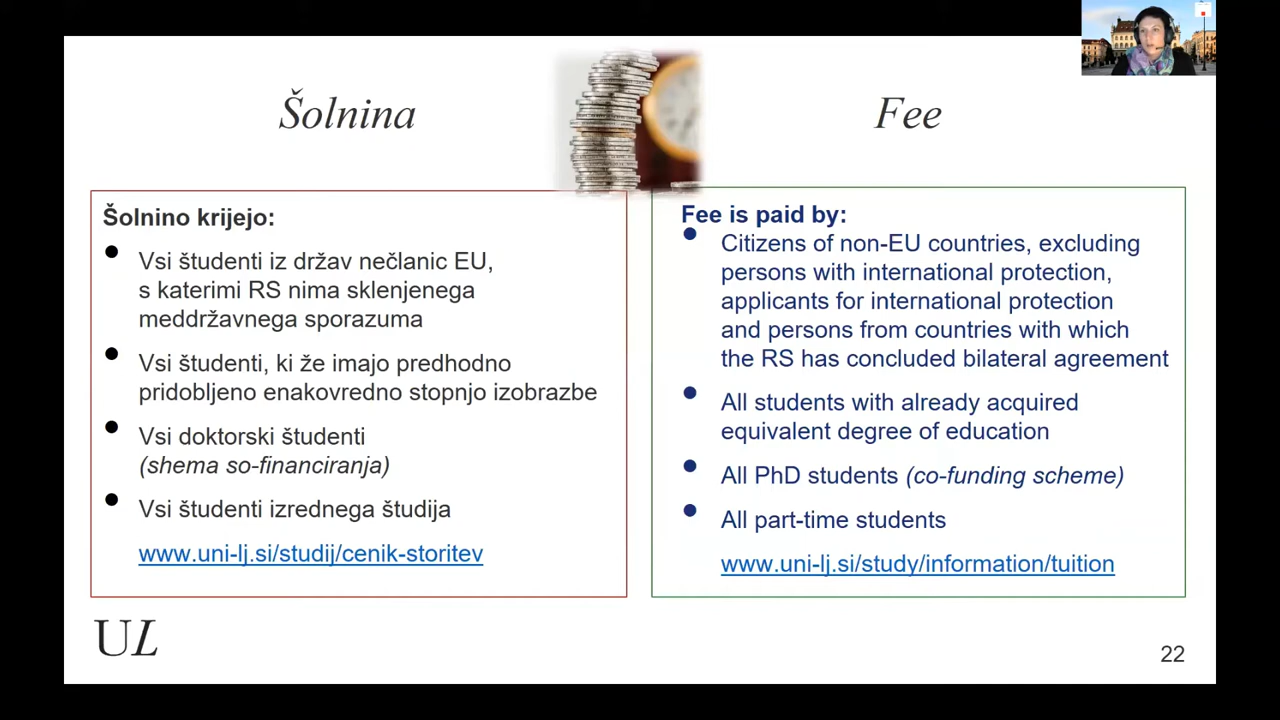 Šolnina
Šolnino krijejo:
Vsi študenti iz držav nečlanic EU,
s katerimi RS nima sklenjenega
meddržavnega sporazuma
Vsi študenti, ki že imajo predhodno
pridobljeno enakovredno stopnjo izobrazbe
Vsi doktorski študenti
(shema so-financiranja)
Vsi študenti izrednega študija
www.uni-lj.si/studij/cenik-storitev
Fee
Fee is paid by:
Citizens of non-EU countries, excluding
persons with international protection,
applicants for international protection
and persons from countries with which
the RS has concluded bilateral agreement
All students with already acquired
equivalent degree of education
All PhD students (co-funding scheme)
All part-time students
www.uni-lj.si/study/information/tuition
UL
22